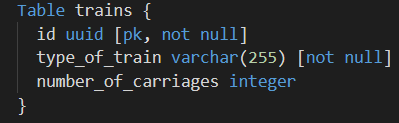 Table trains {
  id uuid [pk, not null]
  type_of_train varchar(255) [not null]
  number_of_carriages integer
}